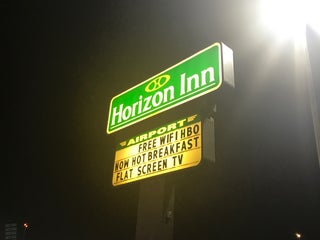 Horizon Inn
AIRPORT
FREE WIFI HBO
NOW HOT BREAKFAST
FLAT SCREEN TV